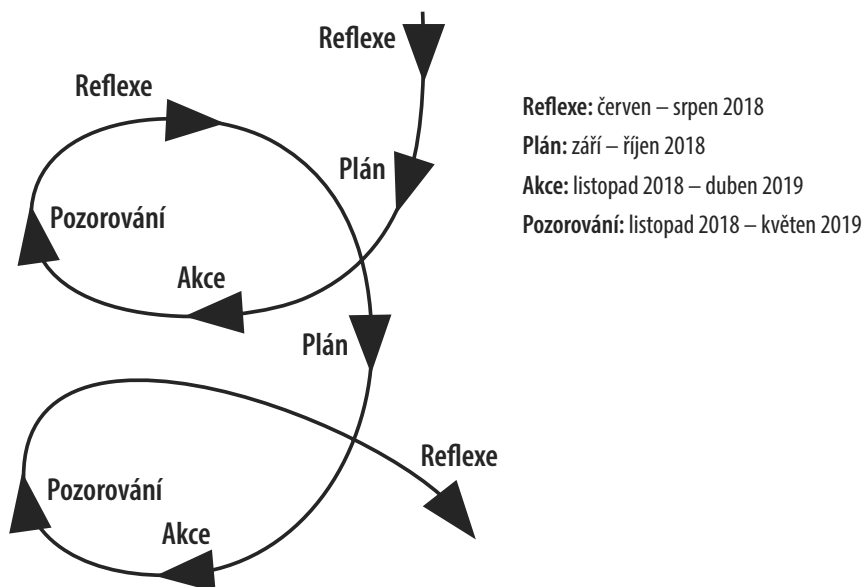 Reflexe
Reflexe
Plán
Pozorování
Akce
Plán
Reflexe
Pozorování
Akce
Reflexe: červen – srpen 2018
Plán: září – říjen 2018
Akce: listopad 2018 – duben 2019
Pozorování: listopad 2018 – květen 2019